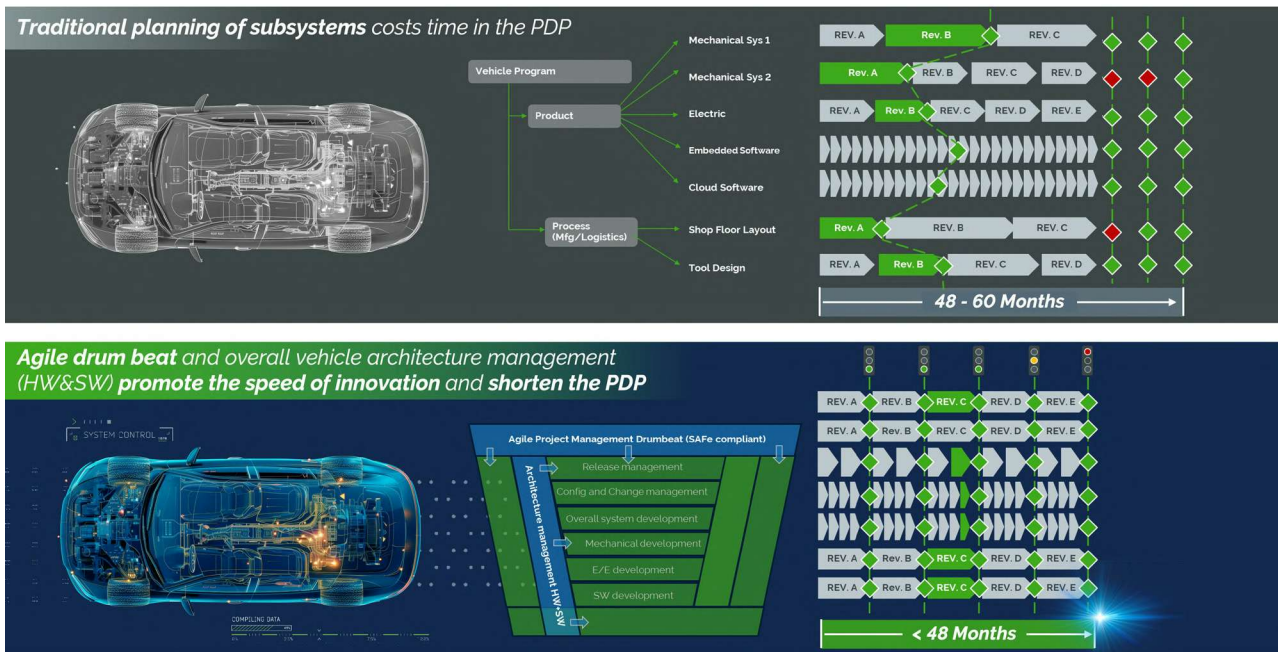 Traditional planning of subsystems costs time in the PDP
Vehicle Program
Product
Process
(Mfg/Logistics)
Mechanical Sys 1
REV. A Rev. B REV. C
Mechanical Sys 2
Rev. A REV. B REV. C REV. D
Electric
REV. A Rev. B REV. C REV. D REV. E
Embedded Software
Cloud Software
Shop Floor Layout
Rev. A REV. B REV. C
Tool Design
REV. A Rev. B REV. C REV. D
48 - 60 Months
Agile drum beat and overall vehicle architecture management
(HW&SW) promote the speed of innovation and shorten the PDP
SYSTEM CONTROL
COMPILING DATA
Agile Project Management Drumbeat (SAFe compliant)
Architecture management HW+SW
Release management
Config and Change management
Overall system development
Mechanical development
E/E development
SW development
REV. A REV. B REV. C REV. D REV. E
REV. A Rev. B REV. C REV. D REV. E
REV. A REV. B REV. C REV. D REV. E
REV. A Rev. B REV. C REV. D REV. E
< 48 Months